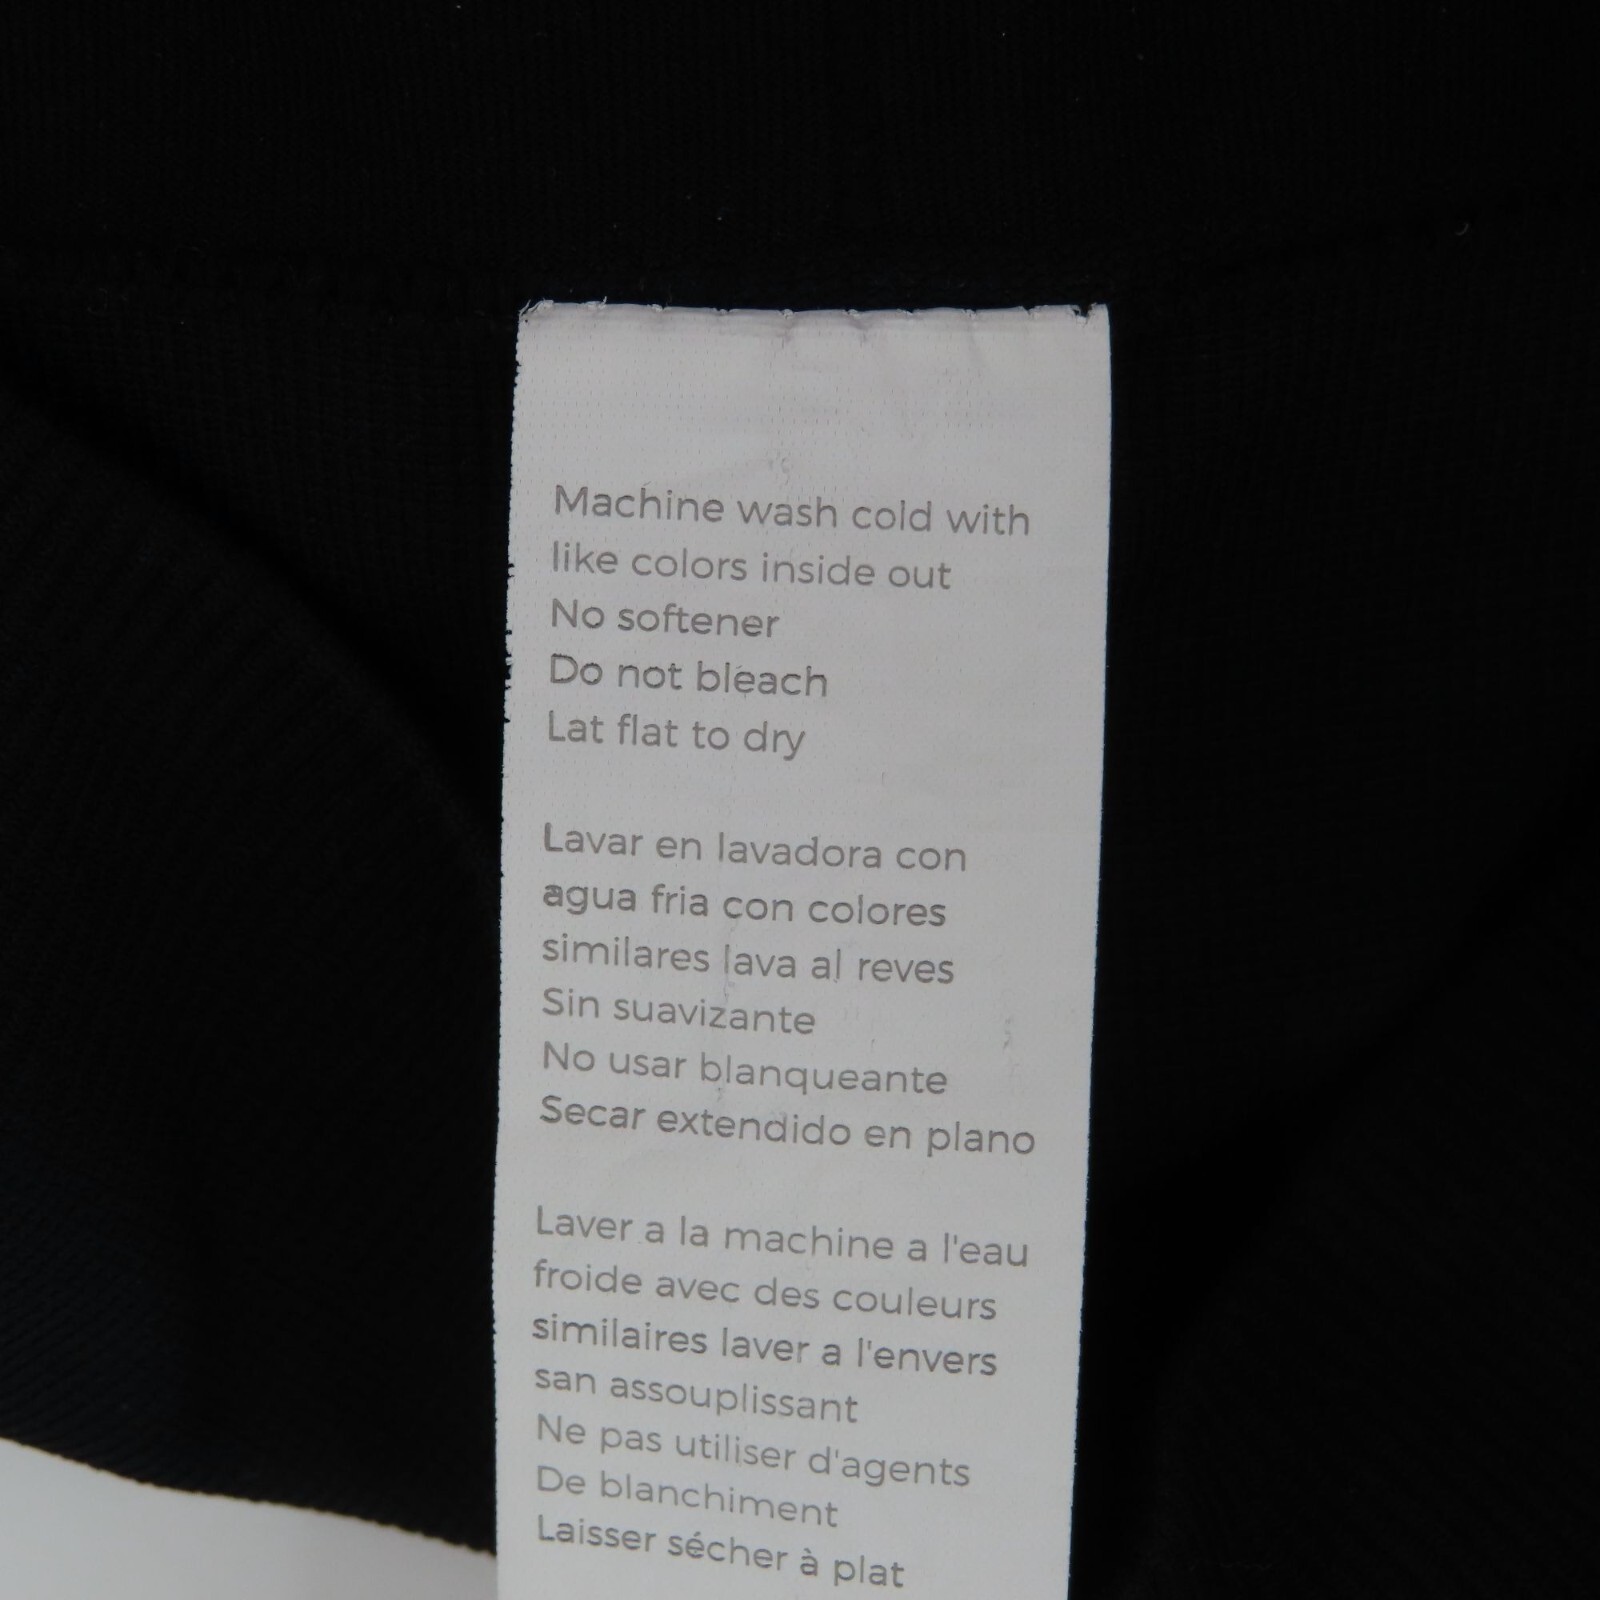 Machine wash cold with
like colors inside out
No softener
Do not bleach
Lat flat to dry
Lavar en lavadora con
agua fria con colores
similares lava al reves
Sin suavizante
No usar blanqueante
Secar extendido en plano
Laver a la machine a l'eau
froide avec des couleurs
similaires laver a l'envers
san assouplissant
Ne pas utiliser d'agents
De blanchiment
Laisser sécher à plat